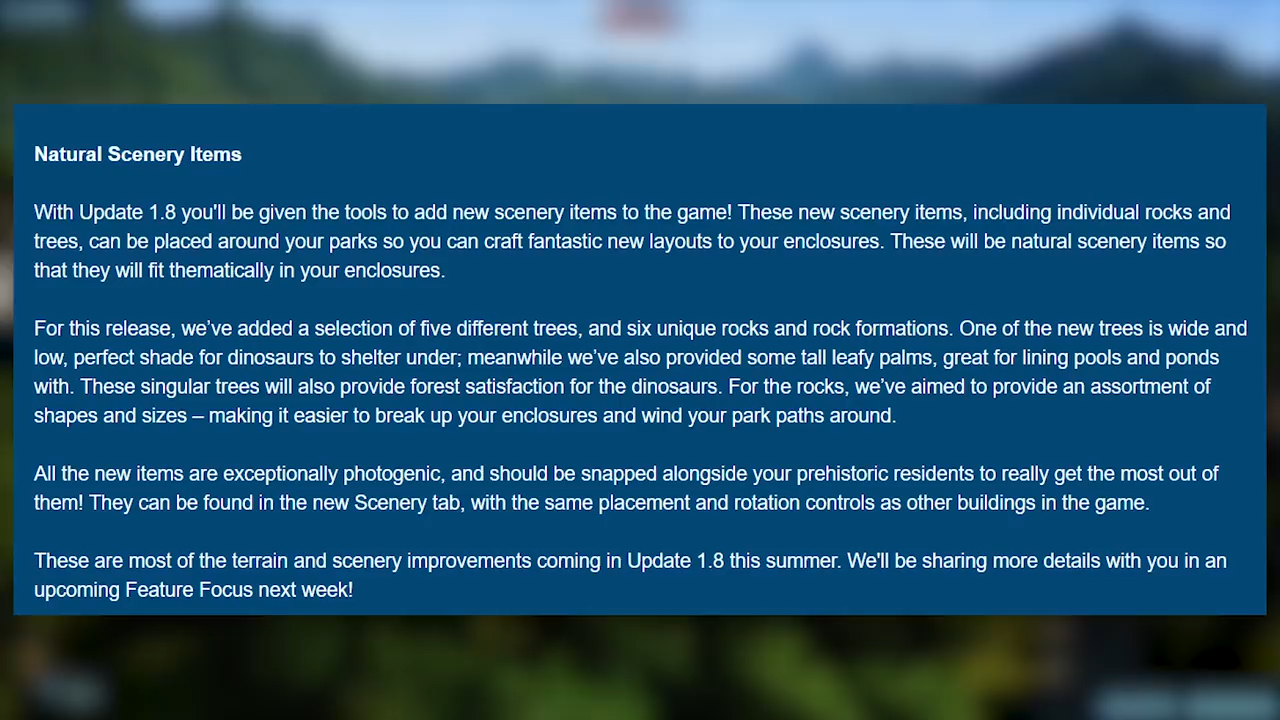 Natural Scenery Items
With Update 1.8 you'll be given the tools to add new scenery items to the game! These new scenery items, including individual rocks and
trees, can be placed around your parks so you can craft fantastic new layouts to your enclosures. These will be natural scenery items so
that they will fit thematically in your enclosures.
For this release, we’ve added a selection of five different trees, and six unique rocks and rock formations. One of the new trees is wide and
low, perfect shade for dinosaurs to shelter under; meanwhile we’ve also provided some tall leafy palms, great for lining pools and ponds
with. These singular trees will also provide forest satisfaction for the dinosaurs. For the rocks, we’ve aimed to provide an assortment of
shapes and sizes – making it easier to break up your enclosures and wind your park paths around.
All the new items are exceptionally photogenic, and should be snapped alongside your prehistoric residents to really get the most out of
them! They can be found in the new Scenery tab, with the same placement and rotation controls as other buildings in the game.
These are most of the terrain and scenery improvements coming in Update 1.8 this summer. We'll be sharing more details with you in an
upcoming Feature Focus next week!